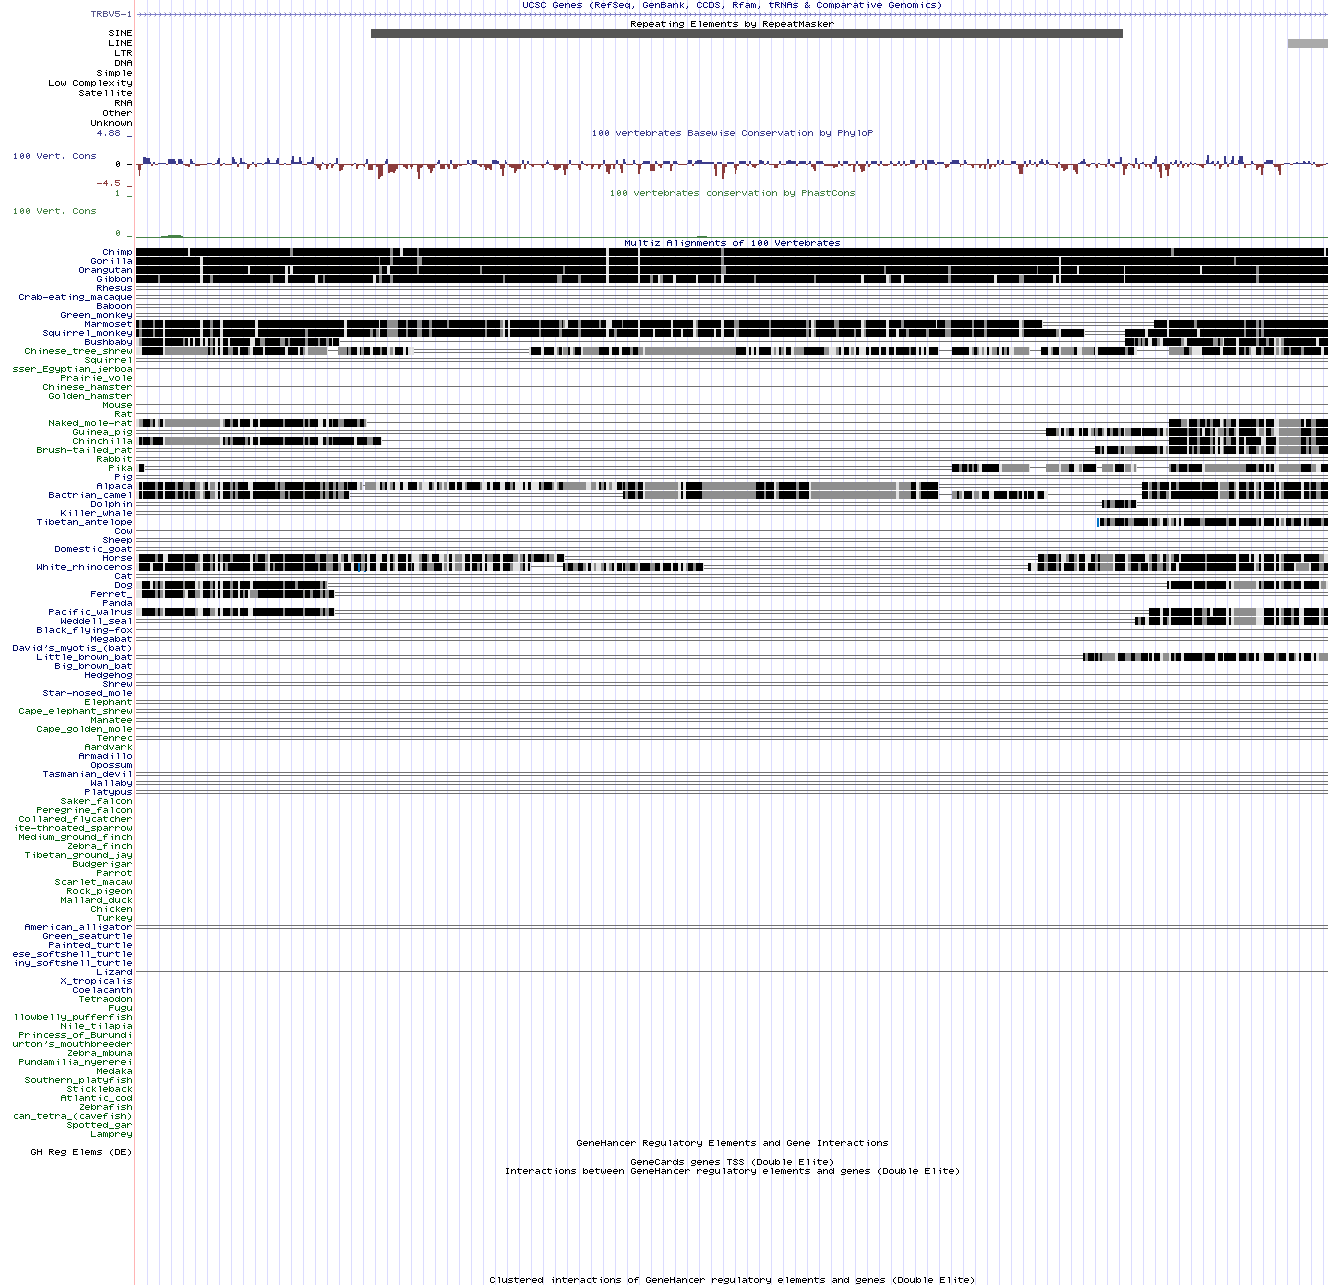 UCSC Genes (RefSeq, GenBank, CCDS, Rfam, tRNAs & Comparative Genomics)
TRBV5-1
Repeating Elements by RepeatMasker
SINE
LINE
LTR
DNA
Simple
Low Complexity
Satellite
RNA
Other
Unknown
4.88 _
100 vertebrates Basewise Conservation by PhyloP
100 Vert. Cons
0 _
-4.5 _
1 _
100 vertebrates conservation by PhastCons
100 Vert. Cons
0 _
Multiz Alignments of 100 Vertebrates
Chimp
Gorilla
Orangutan
Gibbon
Rhesus
Crab-eating_macaque
Baboon
Green_monkey
Marmoset
Squirrel_monkey
Bushbaby
Chinese_tree_shrew
Squirrel
sser_Egyptian_jerboa
Prairie_vole
Chinese_hamster
Golden_hamster
Mouse
Rat
Naked_mole-rat
Guinea_pig
Chinchilla
Brush-tailed_rat
Rabbit
Pika
Pig
Alpaca
Bactrian_camel
Dolphin
Killer_whale
Tibetan_antelope
Cow
Sheep
Domestic_goat
Horse
White_rhinoceros
Cat
Dog
Ferret_
Panda
Pacific_walrus
Weddell_seal
Black_flying-fox
Megabat
David's_myotis_(bat)
Little_brown_bat
Big_brown_bat
Hedgehog
Shrew
Star-nosed_mole
Elephant
Cape_elephant_shrew
Manatee
Cape_golden_mole
Tenrec
Aardvark
Armadillo
Opossum
Tasmanian_devil
Wallaby
Platypus
Saker_falcon
Peregrine_falcon
Collared_flycatcher
ite-throated_sparrow
Medium_ground_finch
Zebra_finch
Tibetan_ground_jay
Budgerigar
Parrot
Scarlet_macaw
Rock_pigeon
Mallard_duck
Chicken
Turkey
American_alligator
Green_seaturtle
Painted_turtle
ese_softshell_turtle
iny_softshell_turtle
Lizard
X_tropicalis
Coelacanth
Tetraodon
Fugu
llowbelly_pufferfish
Nile_tilapia
Princess_of_Burundi
urton's_mouthbreeder
Zebra_mbuna
Pundamilia_nyererei
Medaka
Southern_platyfish
Stickleback
Atlantic_cod
Zebrafish
can_tetra_(cavefish)
Spotted_gar
Lamprey
GeneHancer Regulatory Elements and Gene Interactions
GH Reg Elems (DE)
GeneCards genes TSS (Double Elite)
Interactions between GeneHancer regulatory elements and genes (Double Elite)
Clustered interactions of GeneHancer regulatory elements and genes (Double Elite)